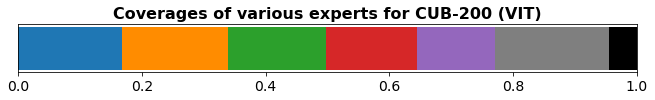 Coverages of various experts for CUB-200 (VIT)
0.0 0.2 0.4 0.6 0.8 1.0